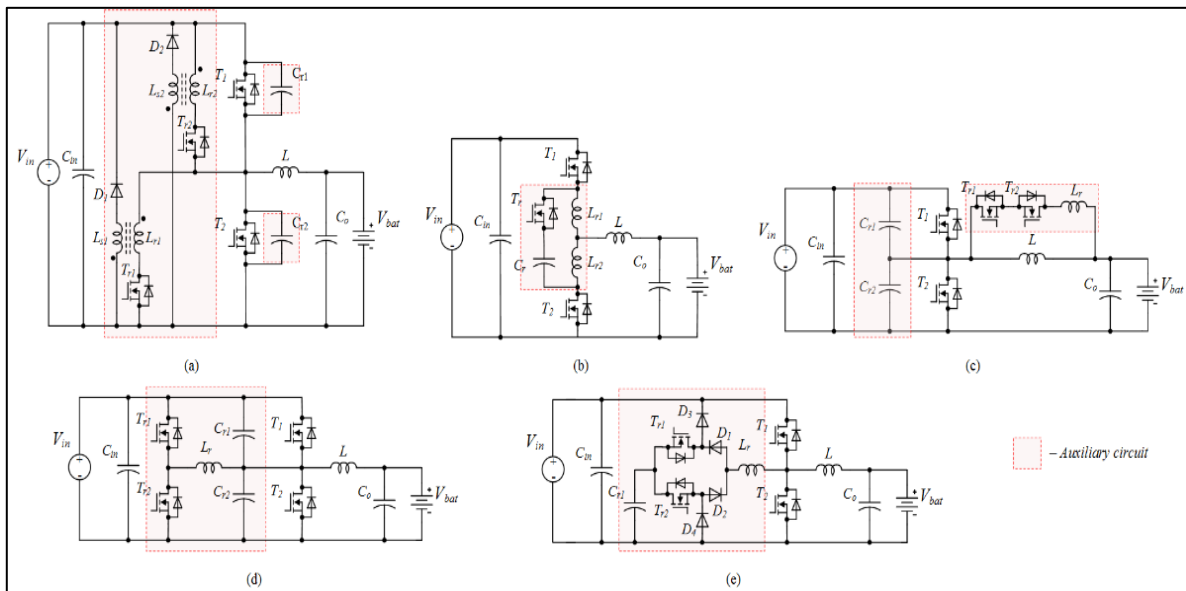 D2
Ls2
Lr2
T1
Cr1
Tr2
Vin
Cin
D1
L
T2
Cr2
Co
Vbat
Ls1
Lr1
Tr1
(a)
T1
Tr
Lr1
L
Vin
Cin
Cr
Lr2
Co
Vbat
T2
(b)
Tr1
Tr2
Lr
T1
Cr1
Vin
Cin
L
Cr2
T2
Co
Vbat
(c)
Tr1
Cr1
T1
Vin
Cin
Lr
L
Tr2
Cr2
T2
Co
Vbat
(d)
Tr1
D3
D1
Lr
T1
Vin
Cin
L
Cr1
Tr2
D2
D4
T2
Co
Vbat
(e)
– Auxiliary circuit